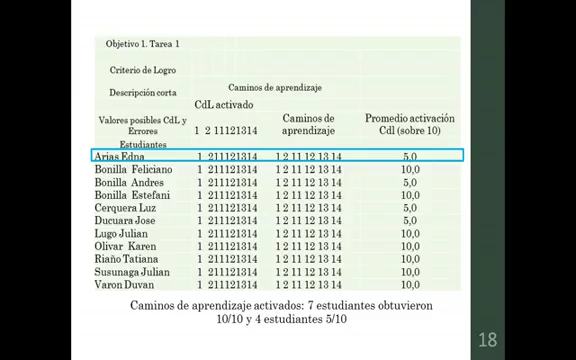 Objetivo 1. Tarea 1
Criterio de Logro
Descripción corta
Caminos de aprendizaje
CdL activado
Valores posibles CdL y Errores
1 2 11121314
Caminos de aprendizaje
Promedio activación Cdl (sobre 10)
Estudiantes
Arias Edna 1 211121314 1 2 11 12 13 14 5,0
Bonilla Feliciano 1 211121314 1 2 11 12 13 14 10,0
Bonilla Andres 1 211121314 1 2 11 12 13 14 5,0
Bonilla Estefani 1 211121314 1 2 11 12 13 14 10,0
Cerquera Luz 1 211121314 1 2 11 12 13 14 5,0
Ducuara Jose 1 211121314 1 2 11 12 13 14 5,0
Lugo Julian 1 211121314 1 2 11 12 13 14 10,0
Olivar Karen 1 211121314 1 2 11 12 13 14 10,0
Riaño Tatiana 1 211121314 1 2 11 12 13 14 10,0
Susunaga Julian 1 211121314 1 2 11 12 13 14 10,0
Varon Duvan 1 211121314 1 2 11 12 13 14 10,0
Caminos de aprendizaje activados: 7 estudiantes obtuvieron
10/10 y 4 estudiantes 5/10
18